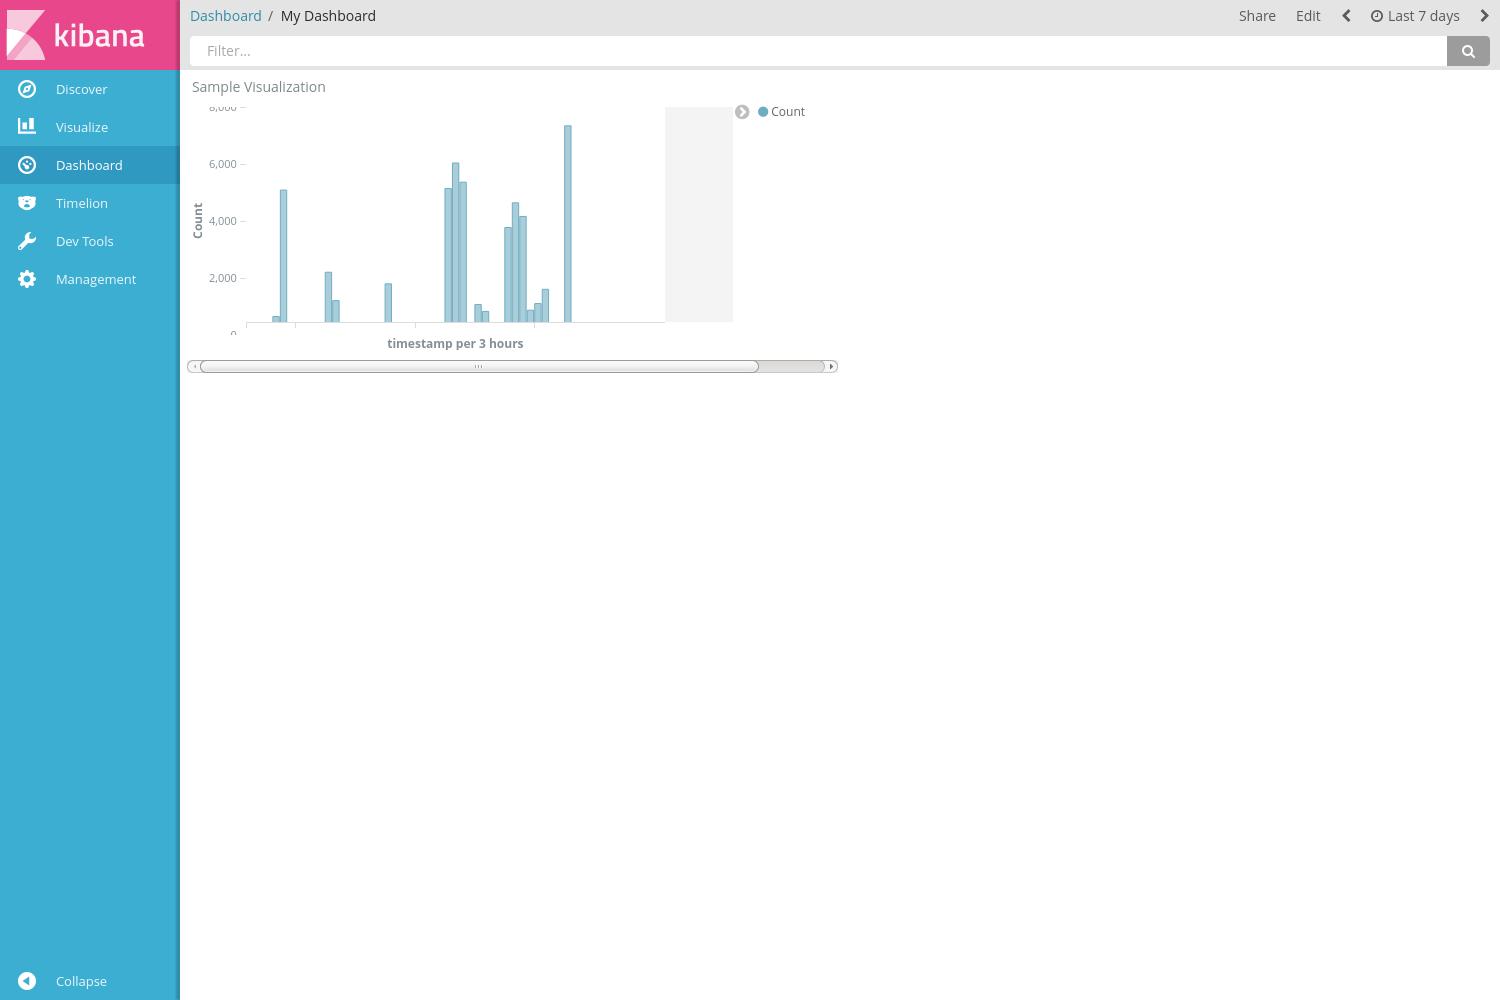 kibana
Discover
Visualize
Dashboard
Timelion
Dev Tools
Management
Collapse
Dashboard / My Dashboard
Share Edit Last 7 days
Filter...
Sample Visualization
8,000
6,000
4,000
2,000
0
Count
timestamp per 3 hours
Count